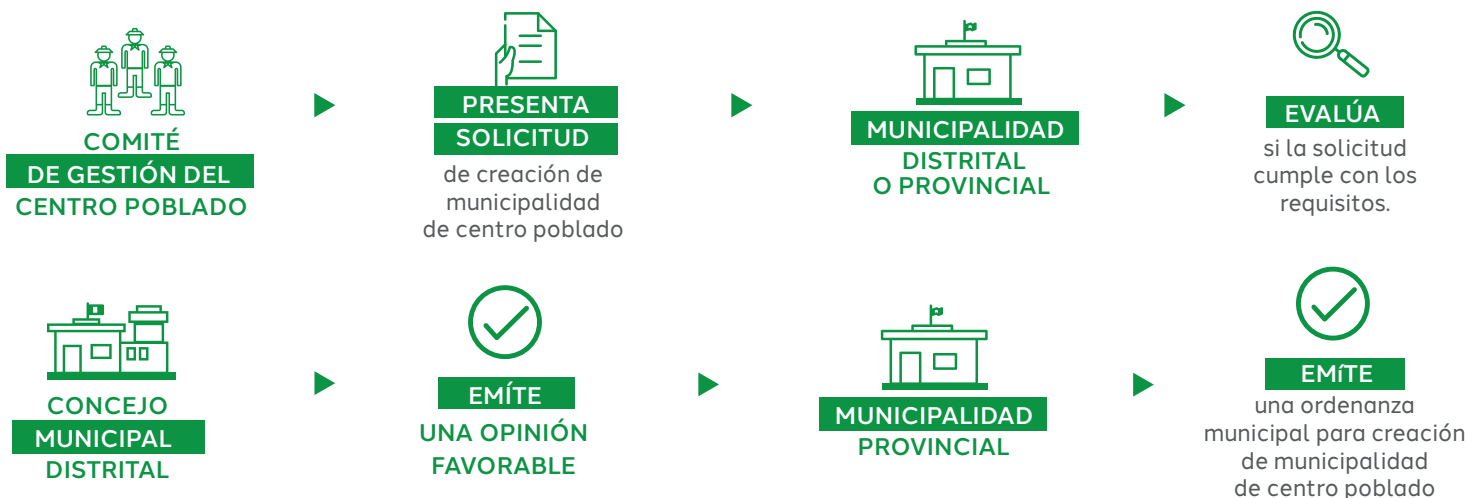 COMITÉ
DE GESTIÓN DEL
CENTRO POBLADO
PRESENTA
SOLICITUD
de creación de
municipalidad
de centro poblado
MUNICIPALIDAD
DISTRITAL
O PROVINCIAL
EVALÚA
si la solicitud
cumple con los
requisitos.
CONCEJO
MUNICIPAL
DISTRITAL
EMÍTE
UNA OPINIÓN
FAVORABLE
MUNICIPALIDAD
PROVINCIAL
EMíTE
una ordenanza
municipal para creación
de municipalidad
de centro poblado